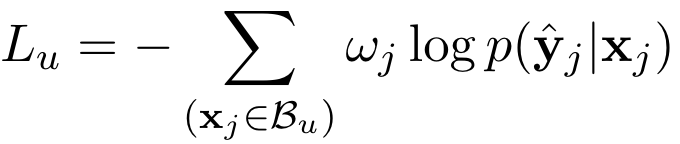 $L_u = - \sum_{(\mathbf{x}_j \in \mathcal{B}_u)} \omega_j \log p(\hat{\mathbf{y}}_j | \mathbf{x}_j)$